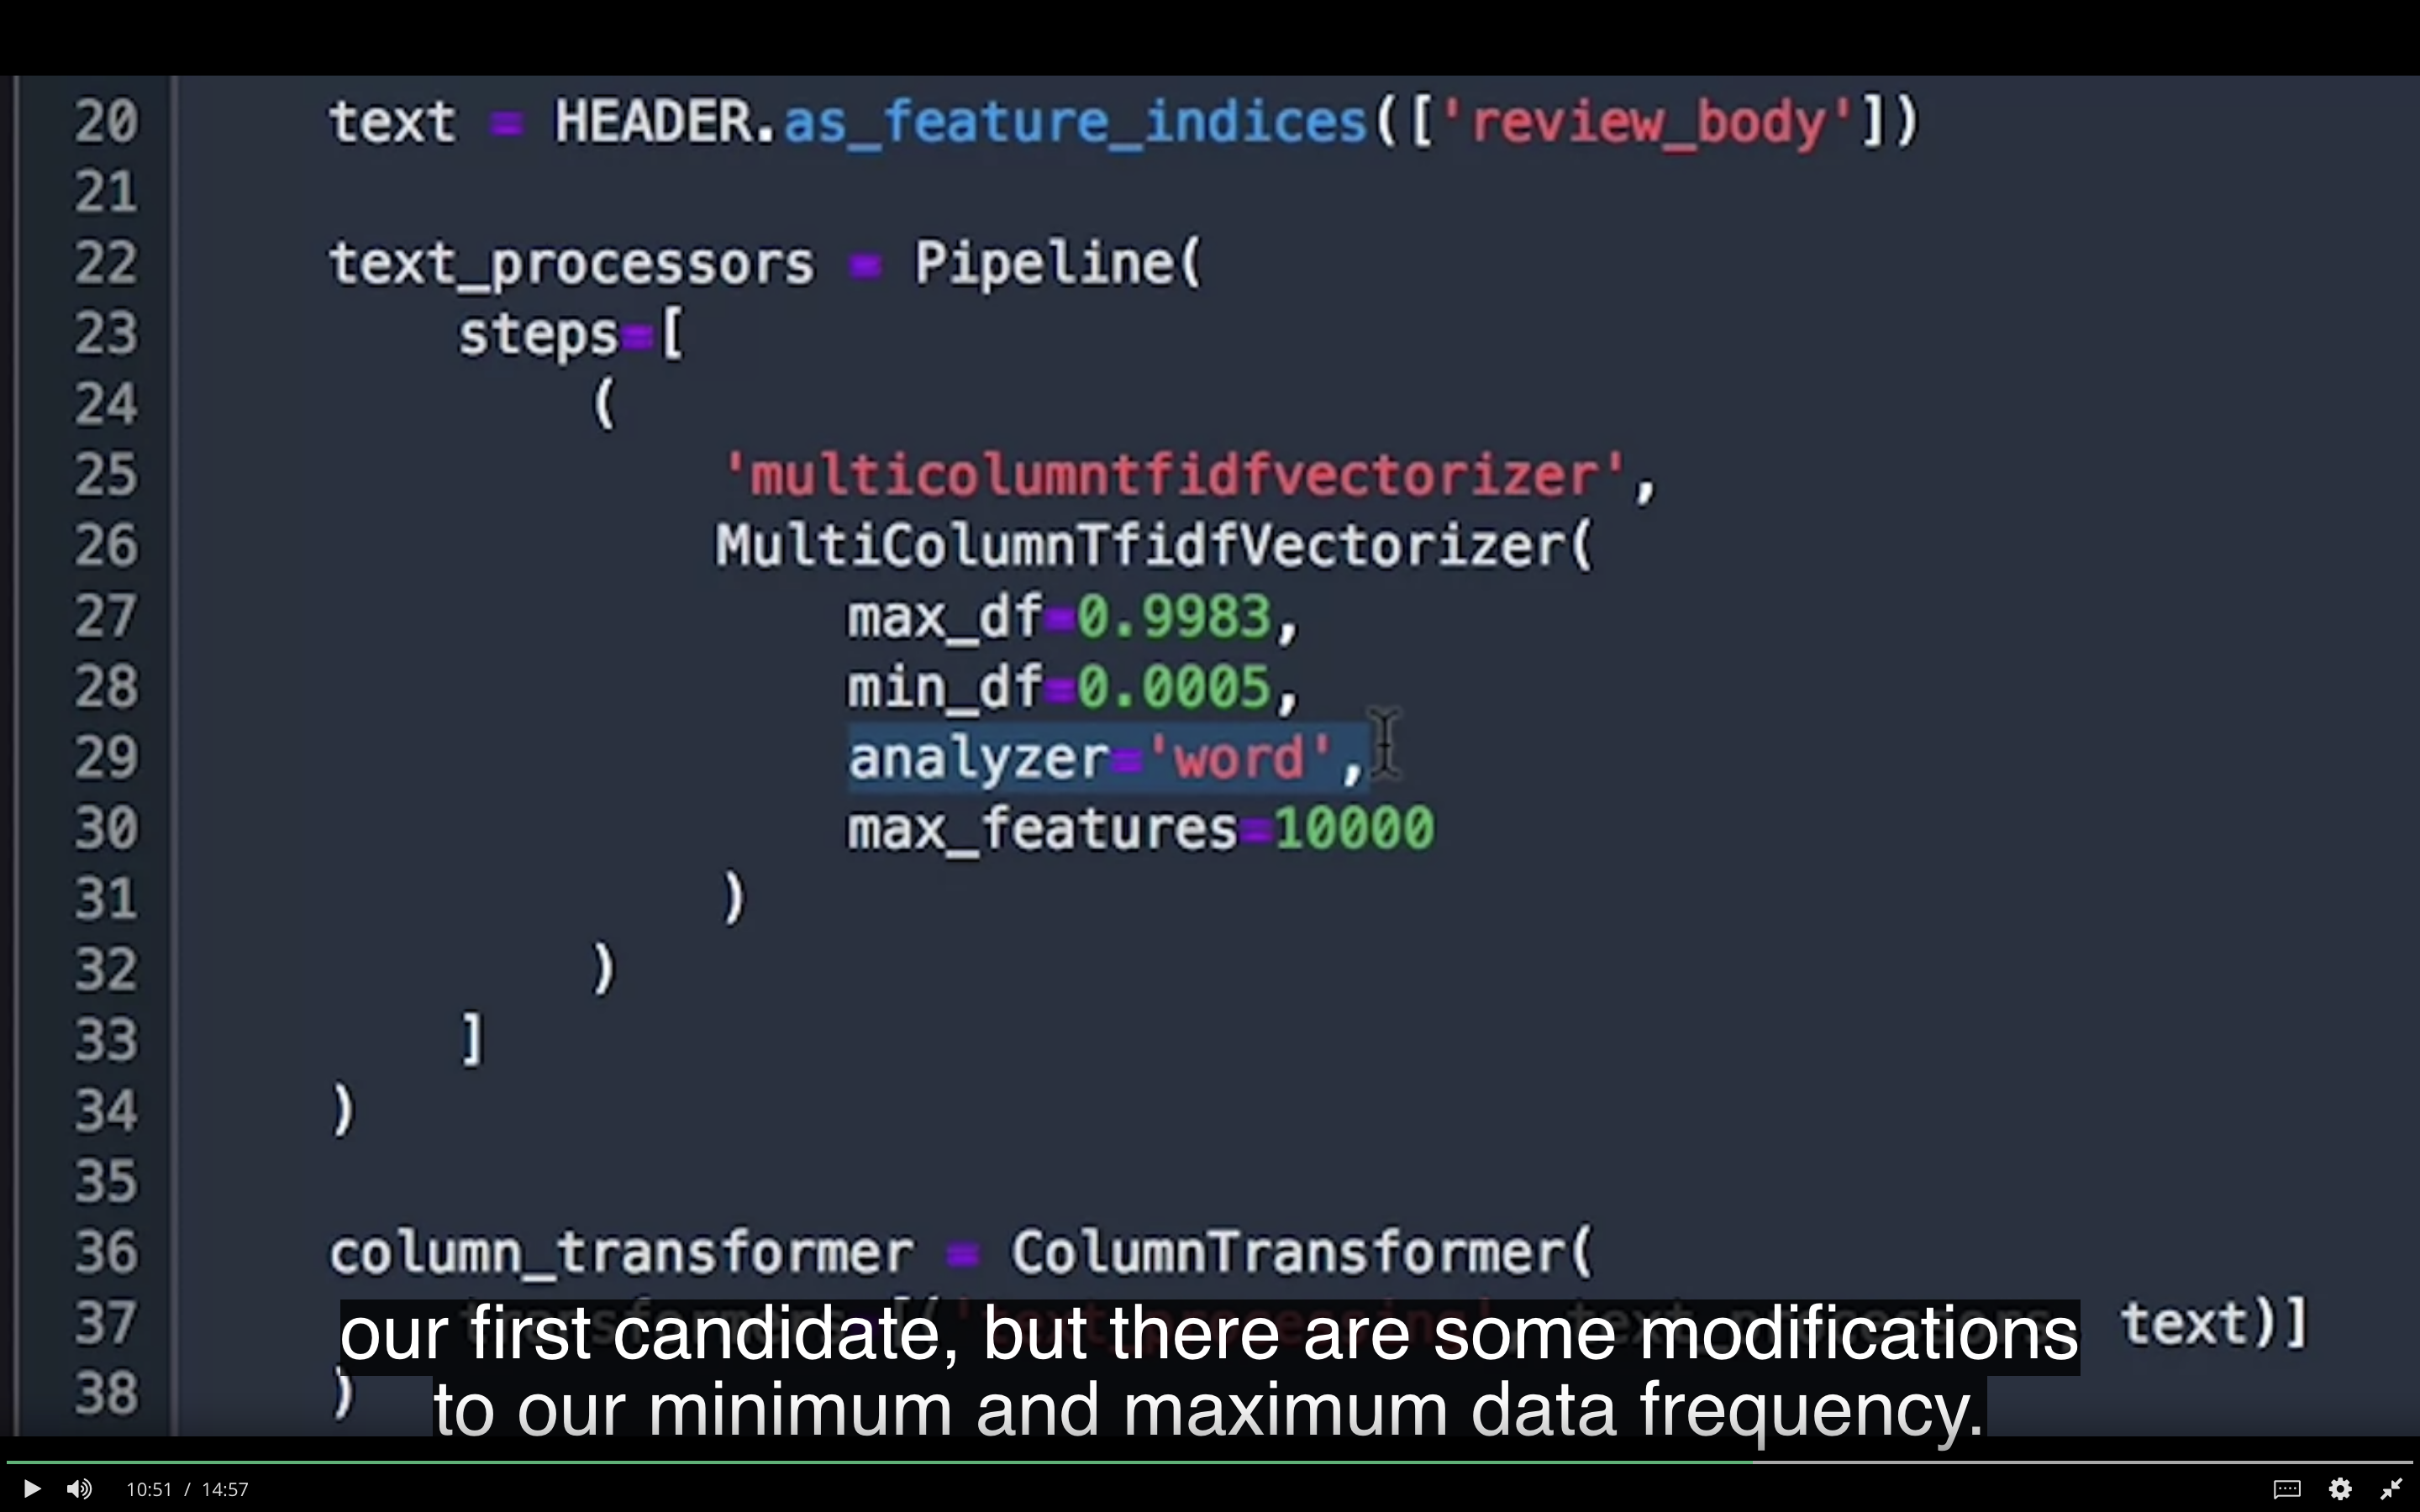 20 text = HEADER.as_feature_indices(['review_body'])
21
22 text_processors = Pipeline(
23 steps=[
24 (
25 'multicolumntfidfvectorizer',
26 MultiColumnTfidfVectorizer(
27 max_df=0.9983,
28 min_df=0.0005,
29 analyzer='word',
30 max_features=10000
31 )
32 )
33 ]
34 )
35
36 column_transformer = ColumnTransformer(
37 text)]
38 )
our first candidate, but there are some modifications
to our minimum and maximum data frequency.
10:51 / 14:57